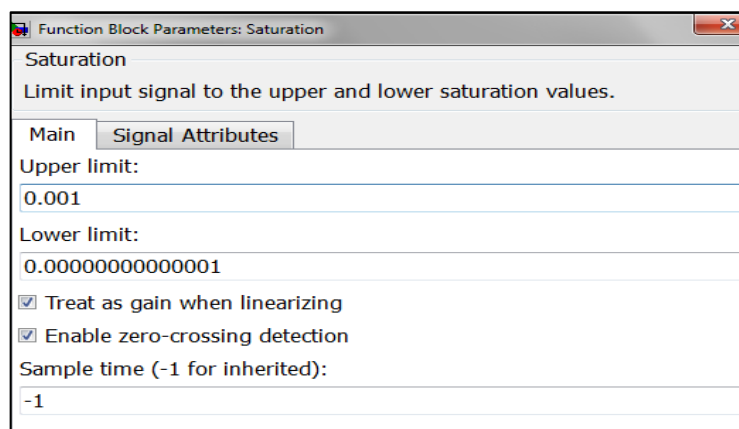 Function Block Parameters: Saturation
Saturation
Limit input signal to the upper and lower saturation values.
Main Signal Attributes
Upper limit:
0.001
Lower limit:
0.00000000000001
Treat as gain when linearizing
Enable zero-crossing detection
Sample time (-1 for inherited):
-1